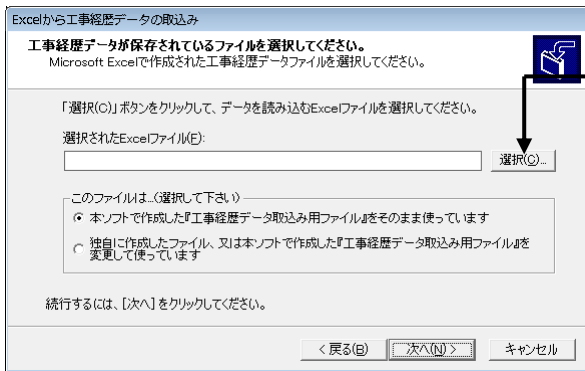 Excelから工事経歴データの取込み
工事経歴データが保存されているファイルを選択してください。
Microsoft Excelで作成された工事経歴データファイルを選択してください。
「選択(C)」ボタンをクリックして、データを読み込むExcelファイルを選択してください。
選択されたExcelファイル(F):
選択(C)...
このファイルは...(選択して下さい)
本ソフトで作成した『工事経歴データ取込み用ファイル』をそのまま使っています
独自に作成したファイル、又は本ソフトで作成した『工事経歴データ取込み用ファイル』を
変更して使っています
続行するには、[次へ]をクリックしてください。
< 戻る(B) 次へ(N) > キャンセル